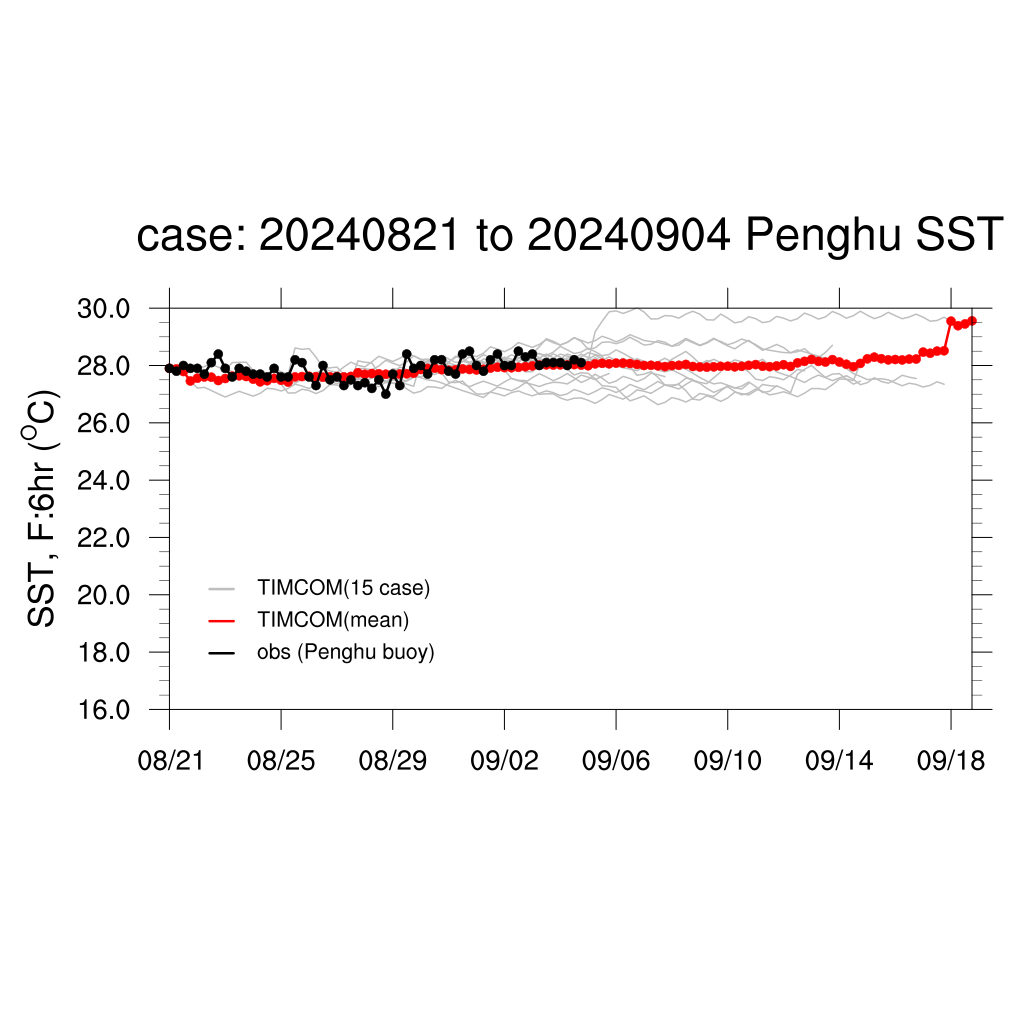 case: 20240821 to 20240904 Penghu SST
SST, F:6hr (°C)
30.0
28.0
26.0
24.0
22.0
20.0
18.0
16.0
TIMCOM(15 case)
TIMCOM(mean)
obs (Penghu buoy)
08/21 08/25 08/29 09/02 09/06 09/10 09/14 09/18